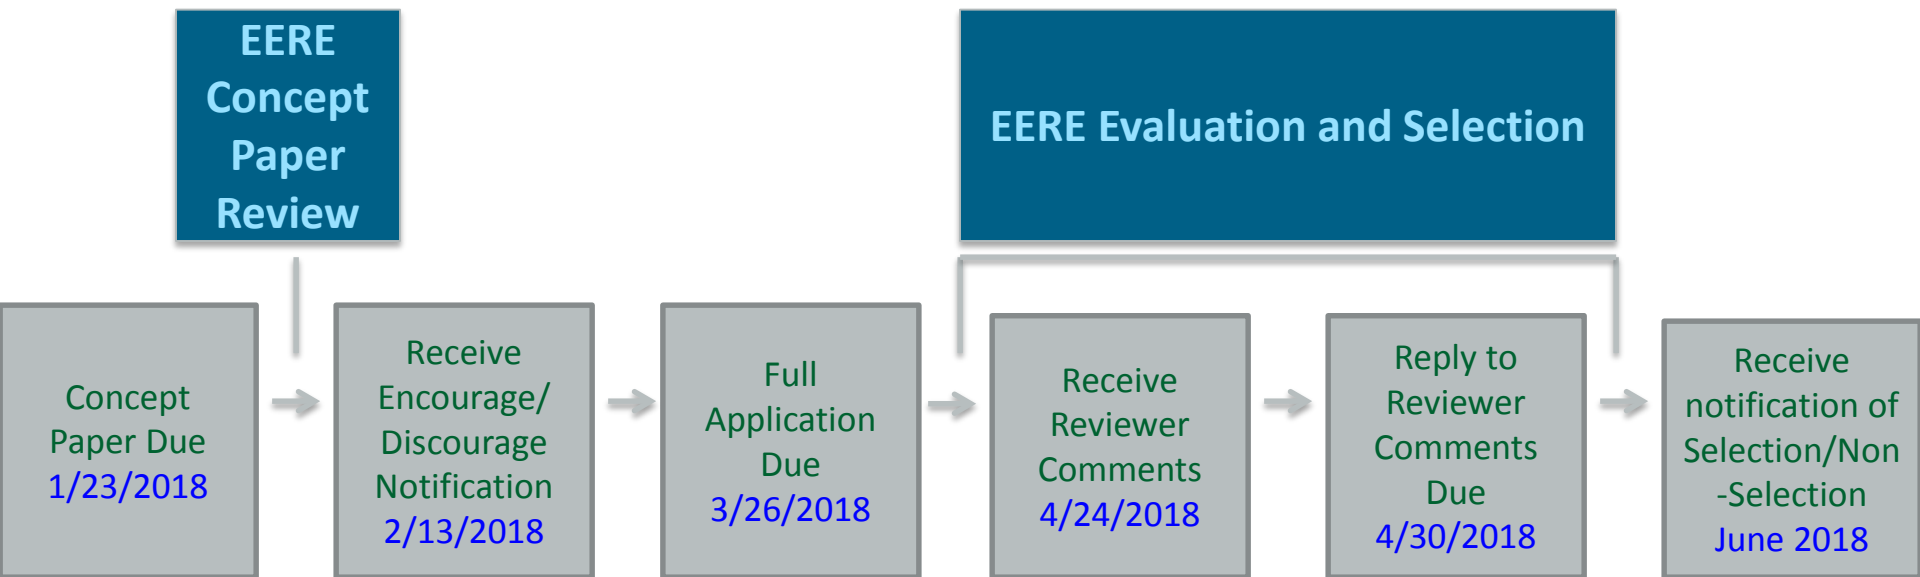 EERE
Concept
Paper
Review
EERE Evaluation and Selection
Concept
Paper Due
1/23/2018
Receive
Encourage/
Discourage
Notification
2/13/2018
Full
Application
Due
3/26/2018
Receive
Reviewer
Comments
4/24/2018
Reply to
Reviewer
Comments
Due
4/30/2018
Receive
notification of
Selection/Non
-Selection
June 2018